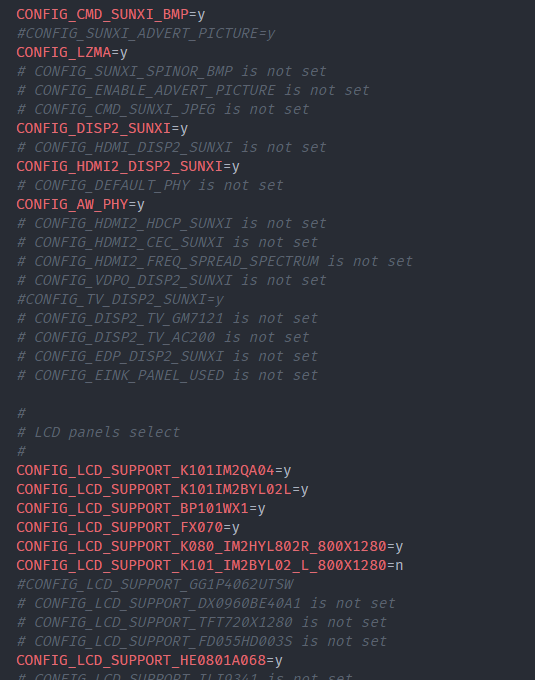 CONFIG_CMD_SUNXI_BMP=y
#CONFIG_SUNXI_ADVERT_PICTURE=y
CONFIG_LZMA=y
# CONFIG_SUNXI_SPINOR_BMP is not set
# CONFIG_ENABLE_ADVERT_PICTURE is not set
# CONFIG_CMD_SUNXI_JPEG is not set
CONFIG_DISP2_SUNXI=y
# CONFIG_HDMI_DISP2_SUNXI is not set
CONFIG_HDMI2_DISP2_SUNXI=y
# CONFIG_DEFAULT_PHY is not set
CONFIG_AW_PHY=y
# CONFIG_HDMI2_HDCP_SUNXI is not set
# CONFIG_HDMI2_CEC_SUNXI is not set
# CONFIG_HDMI2_FREQ_SPREAD_SPECTRUM is not set
# CONFIG_VDPO_DISP2_SUNXI is not set
#CONFIG_TV_DISP2_SUNXI=y
# CONFIG_DISP2_TV_GM7121 is not set
# CONFIG_DISP2_TV_AC200 is not set
# CONFIG_EDP_DISP2_SUNXI is not set
# CONFIG_EINK_PANEL_USED is not set
#
# LCD panels select
#
CONFIG_LCD_SUPPORT_K101IM2QA04=y
CONFIG_LCD_SUPPORT_K101IM2BYL02L=y
CONFIG_LCD_SUPPORT_BP101WX1=y
CONFIG_LCD_SUPPORT_FX070=y
CONFIG_LCD_SUPPORT_K080_IM2HYL802R_800X1280=y
CONFIG_LCD_SUPPORT_K101_IM2BYL02_L_800X1280=n
#CONFIG_LCD_SUPPORT_GG1P4062UTSW
# CONFIG_LCD_SUPPORT_DX0960BE40A1 is not set
# CONFIG_LCD_SUPPORT_TFT720X1280 is not set
# CONFIG_LCD_SUPPORT_FD055HD003S is not set
CONFIG_LCD_SUPPORT_HE0801A068=y
# CONFIG_LCD_SUPPORT_ILI9341 is not set